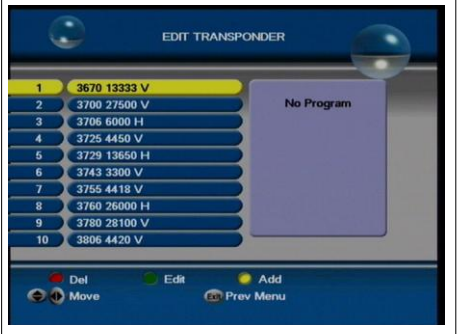 EDIT TRANSPONDER
1 3670 13333 V
2 3700 27500 V
3 3706 6000 H
4 3725 4450 V
5 3729 13650 H
6 3743 3300 V
7 3755 4418 V
8 3760 26000 H
9 3780 28100 V
10 3806 4420 V
No Program
Del Edit Add
Move Exit Prev Menu